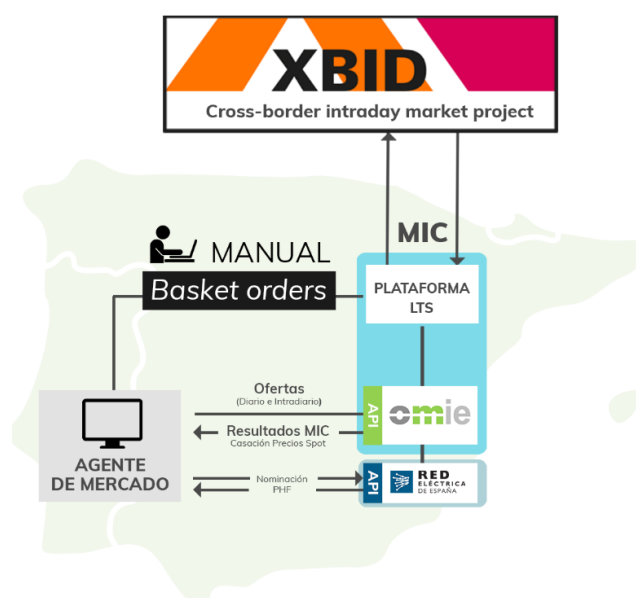 XBID
Cross-border intraday market project
MIC
MANUAL
Basket orders
PLATAFORMA
LTS
Ofertas
(Diario e Intradiario)
API
omie
Resultados MIC
Casación Precios Spot
AGENTE
DE MERCADO
Nominación
PHF
API
RED
ELÉCTRICA
DE ESPAÑA